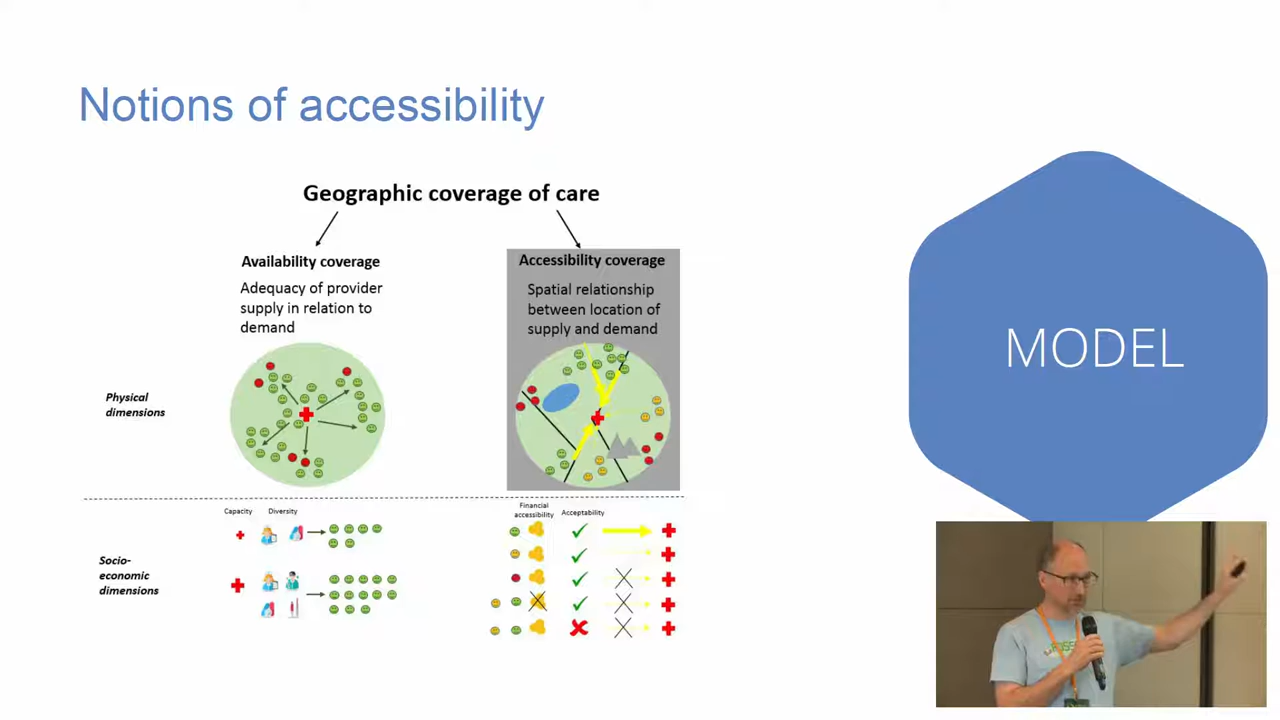 Notions of accessibility
Geographic coverage of care
Availability coverage
Adequacy of provider
supply in relation to
demand
Accessibility coverage
Spatial relationship
between location of
supply and demand
Physical
dimensions
Capacity
Diversity
Financial
accessibility
Acceptability
Socio-
economic
dimensions
MODEL